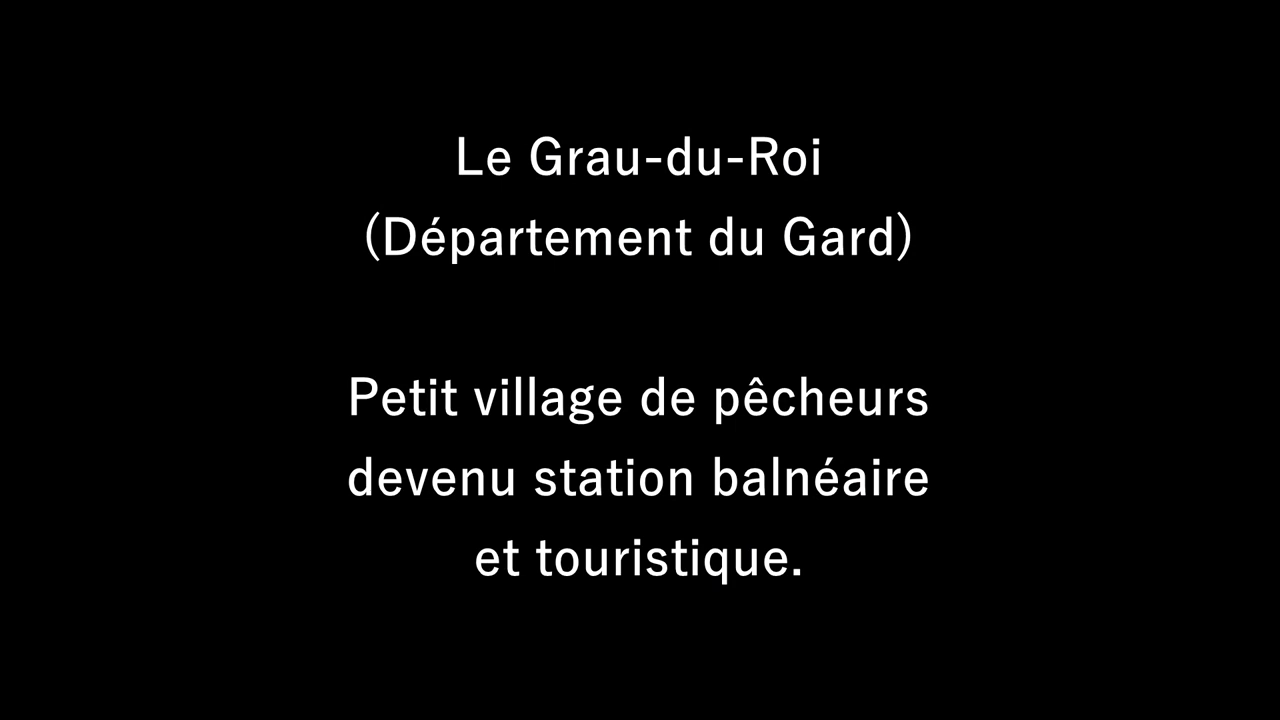 Le Grau-du-Roi
(Département du Gard)
Petit village de pêcheurs
devenu station balnéaire
et touristique.